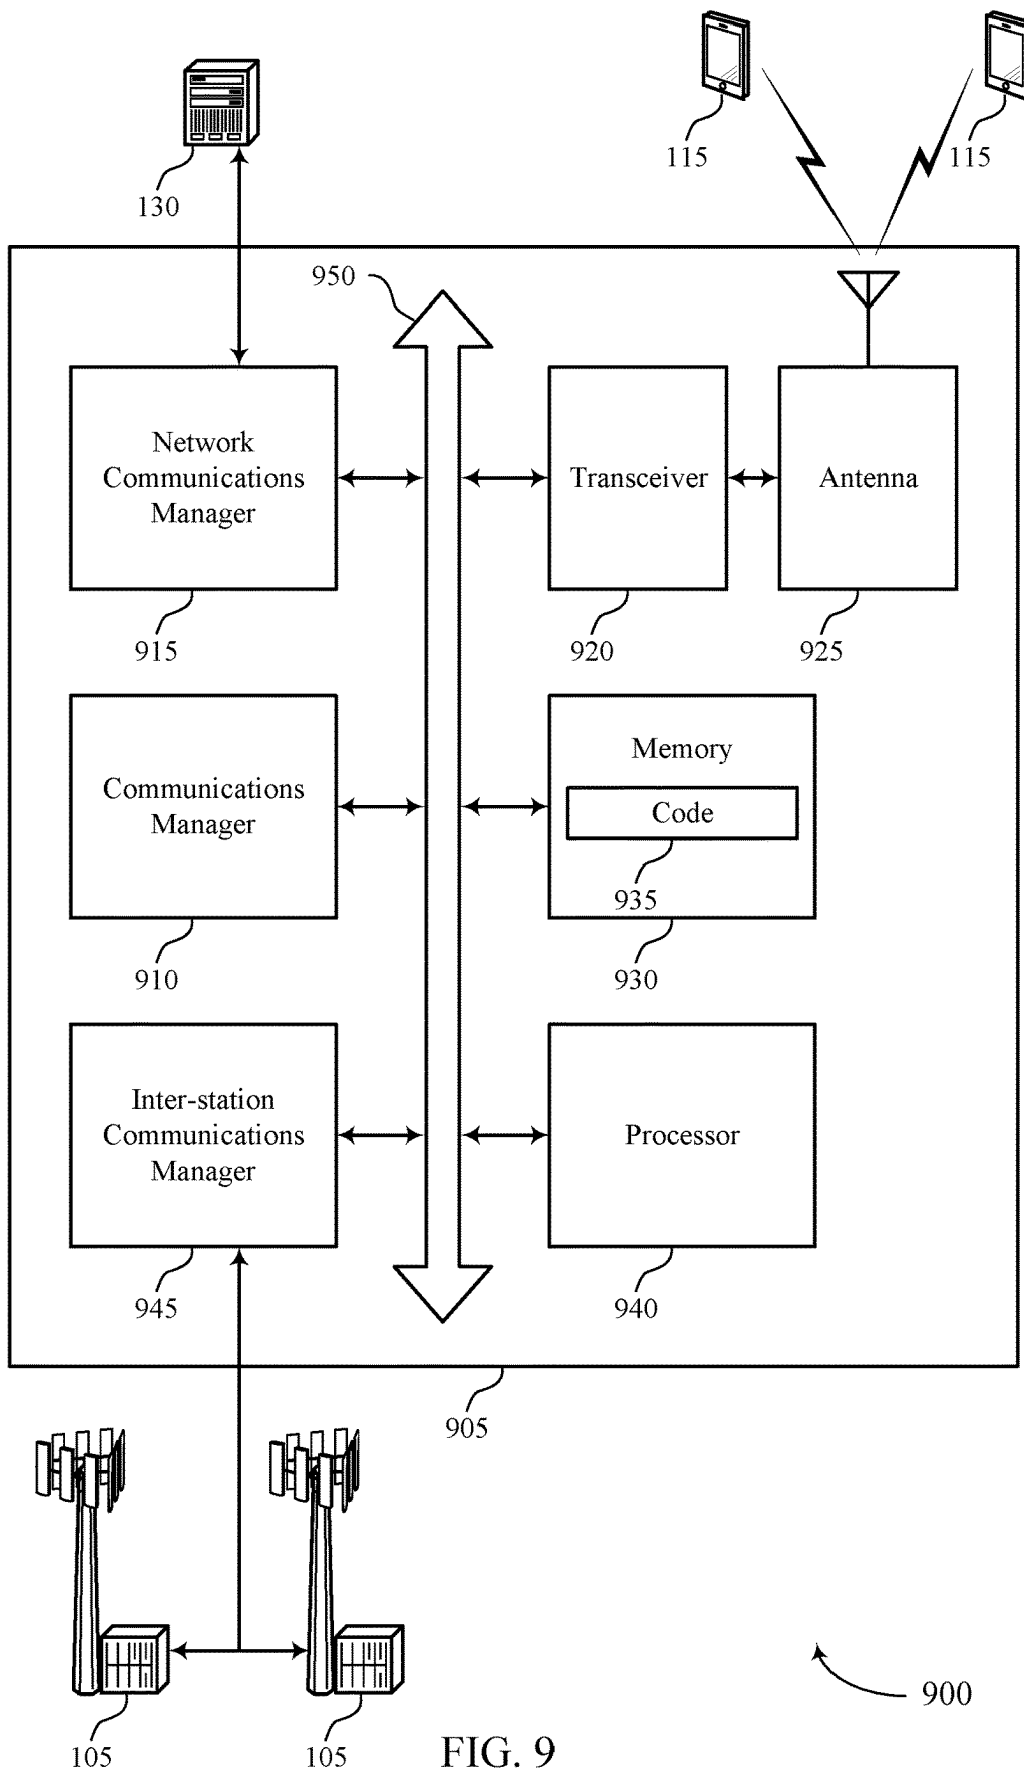 130
115
115
950
Network
Communications
Manager
Transceiver
Antenna
915
920
925
Communications
Manager
Memory
Code
935
910
930
Inter-station
Communications
Manager
Processor
945
940
905
105
105
900
FIG. 9